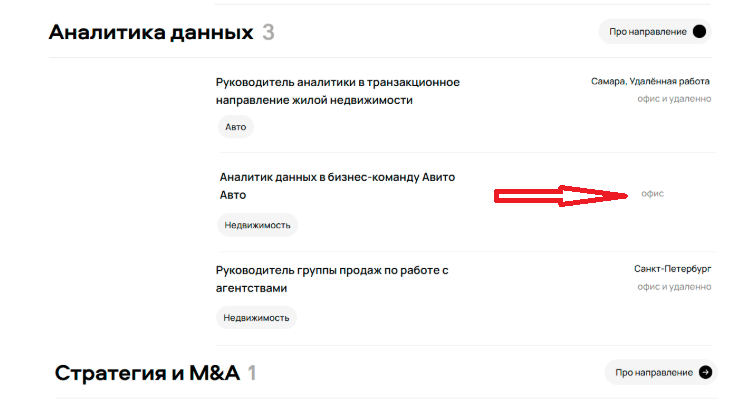 Аналитика данных 3
Про направление
Руководитель аналитики в транзакционное
направление жилой недвижимости
Самара, Удалённая работа
офис и удаленно
Авто
Аналитик данных в бизнес-команду Авито
Авто
офис
Недвижимость
Руководитель группы продаж по работе с
агентствами
Санкт-Петербург
офис и удаленно
Недвижимость
Стратегия и M&A 1
Про направление